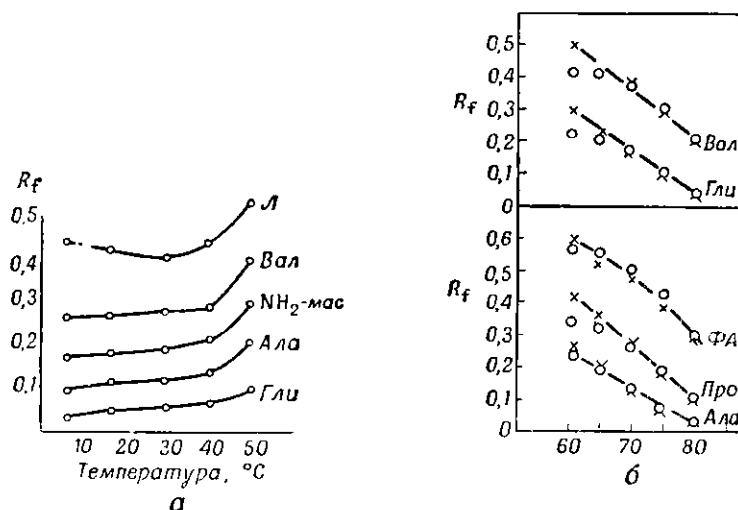 R_f
0,5
0,4
0,3
0,2
0,1
Л
Вал
NH₂-мас
Ала
Гли
10 20 30 40 50
Температура, °С
а
R_f
0,5
0,4
0,3
0,2
0,1
0
Вал
Гли
R_f
0,6
0,5
0,4
0,3
0,2
0,1
0
ФА
Про
Ала
60 65 70 75 80
б